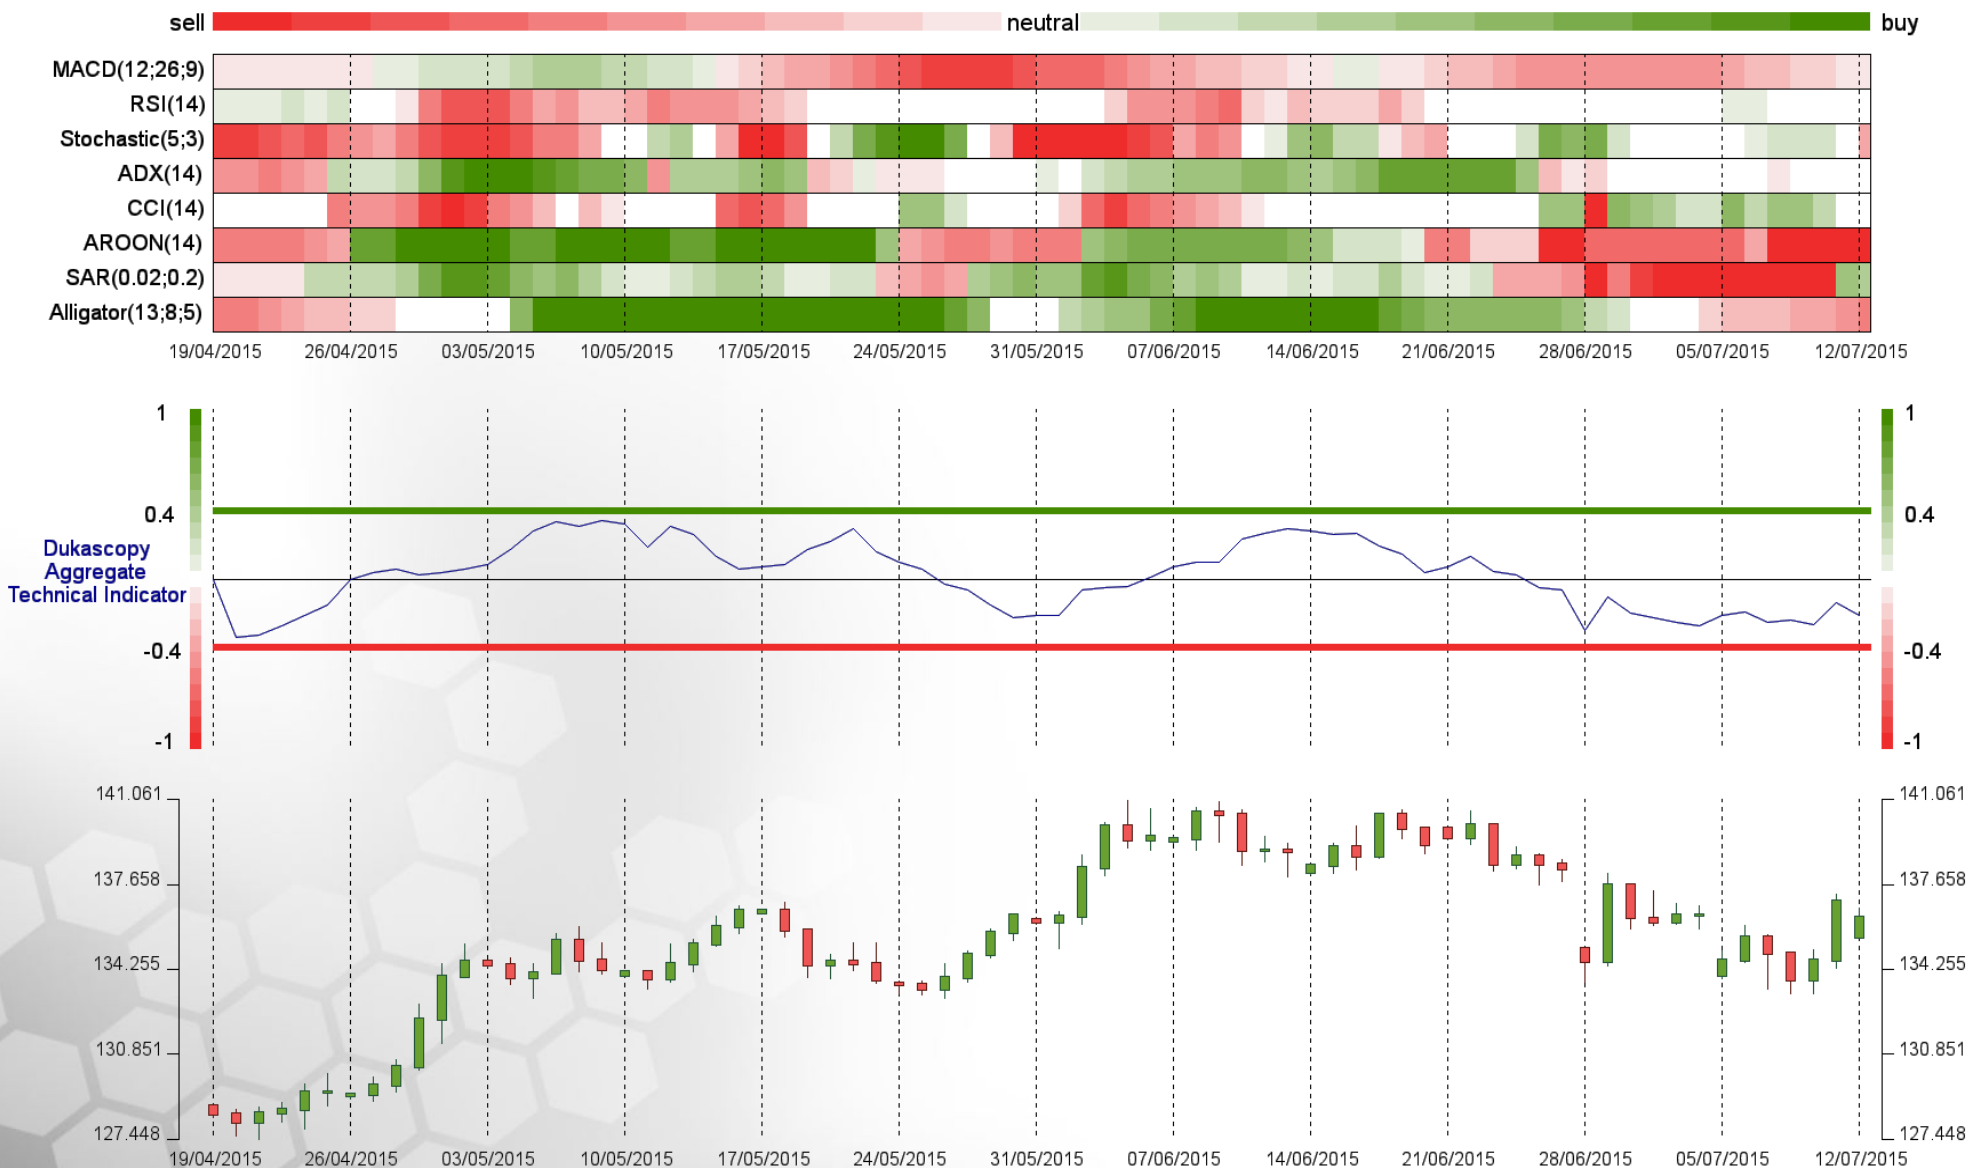 sell neutral buy
MACD(12;26;9)
RSI(14)
Stochastic(5;3)
ADX(14)
CCI(14)
AROON(14)
SAR(0.02;0.2)
Alligator(13;8;5)
19/04/2015 26/04/2015 03/05/2015 10/05/2015 17/05/2015 24/05/2015 31/05/2015 07/06/2015 14/06/2015 21/06/2015 28/06/2015 05/07/2015 12/07/2015
1 1
0.4 0.4
Dukascopy
Aggregate
Technical Indicator
-0.4 -0.4
-1 -1
141.061 141.061
137.658 137.658
134.255 134.255
130.851 130.851
127.448 127.448
19/04/2015 26/04/2015 03/05/2015 10/05/2015 17/05/2015 24/05/2015 31/05/2015 07/06/2015 14/06/2015 21/06/2015 28/06/2015 05/07/2015 12/07/2015